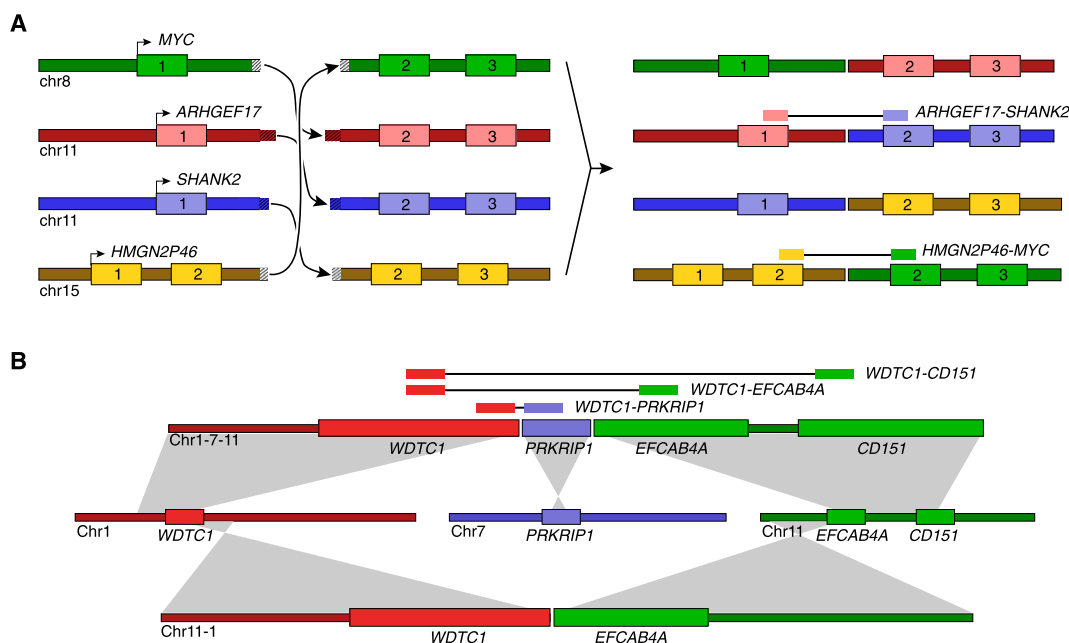 A
MYC
1 2 3 1 2 3
chr8
ARHGEF17 ARHGEF17-SHANK2
1 2 3 1 2 3
chr11
SHANK2
1 2 3 1 2 3
chr11
HMGN2P46 HMGN2P46-MYC
1 2 2 3 1 2 2 3
chr15
B
WDTC1-CD151
WDTC1-EFCAB4A
WDTC1-PRKRIP1
Chr1-7-11 WDTC1 PRKRIP1 EFCAB4A CD151
Chr1 WDTC1 Chr7 PRKRIP1 Chr11 EFCAB4A CD151
Chr11-1 WDTC1 EFCAB4A